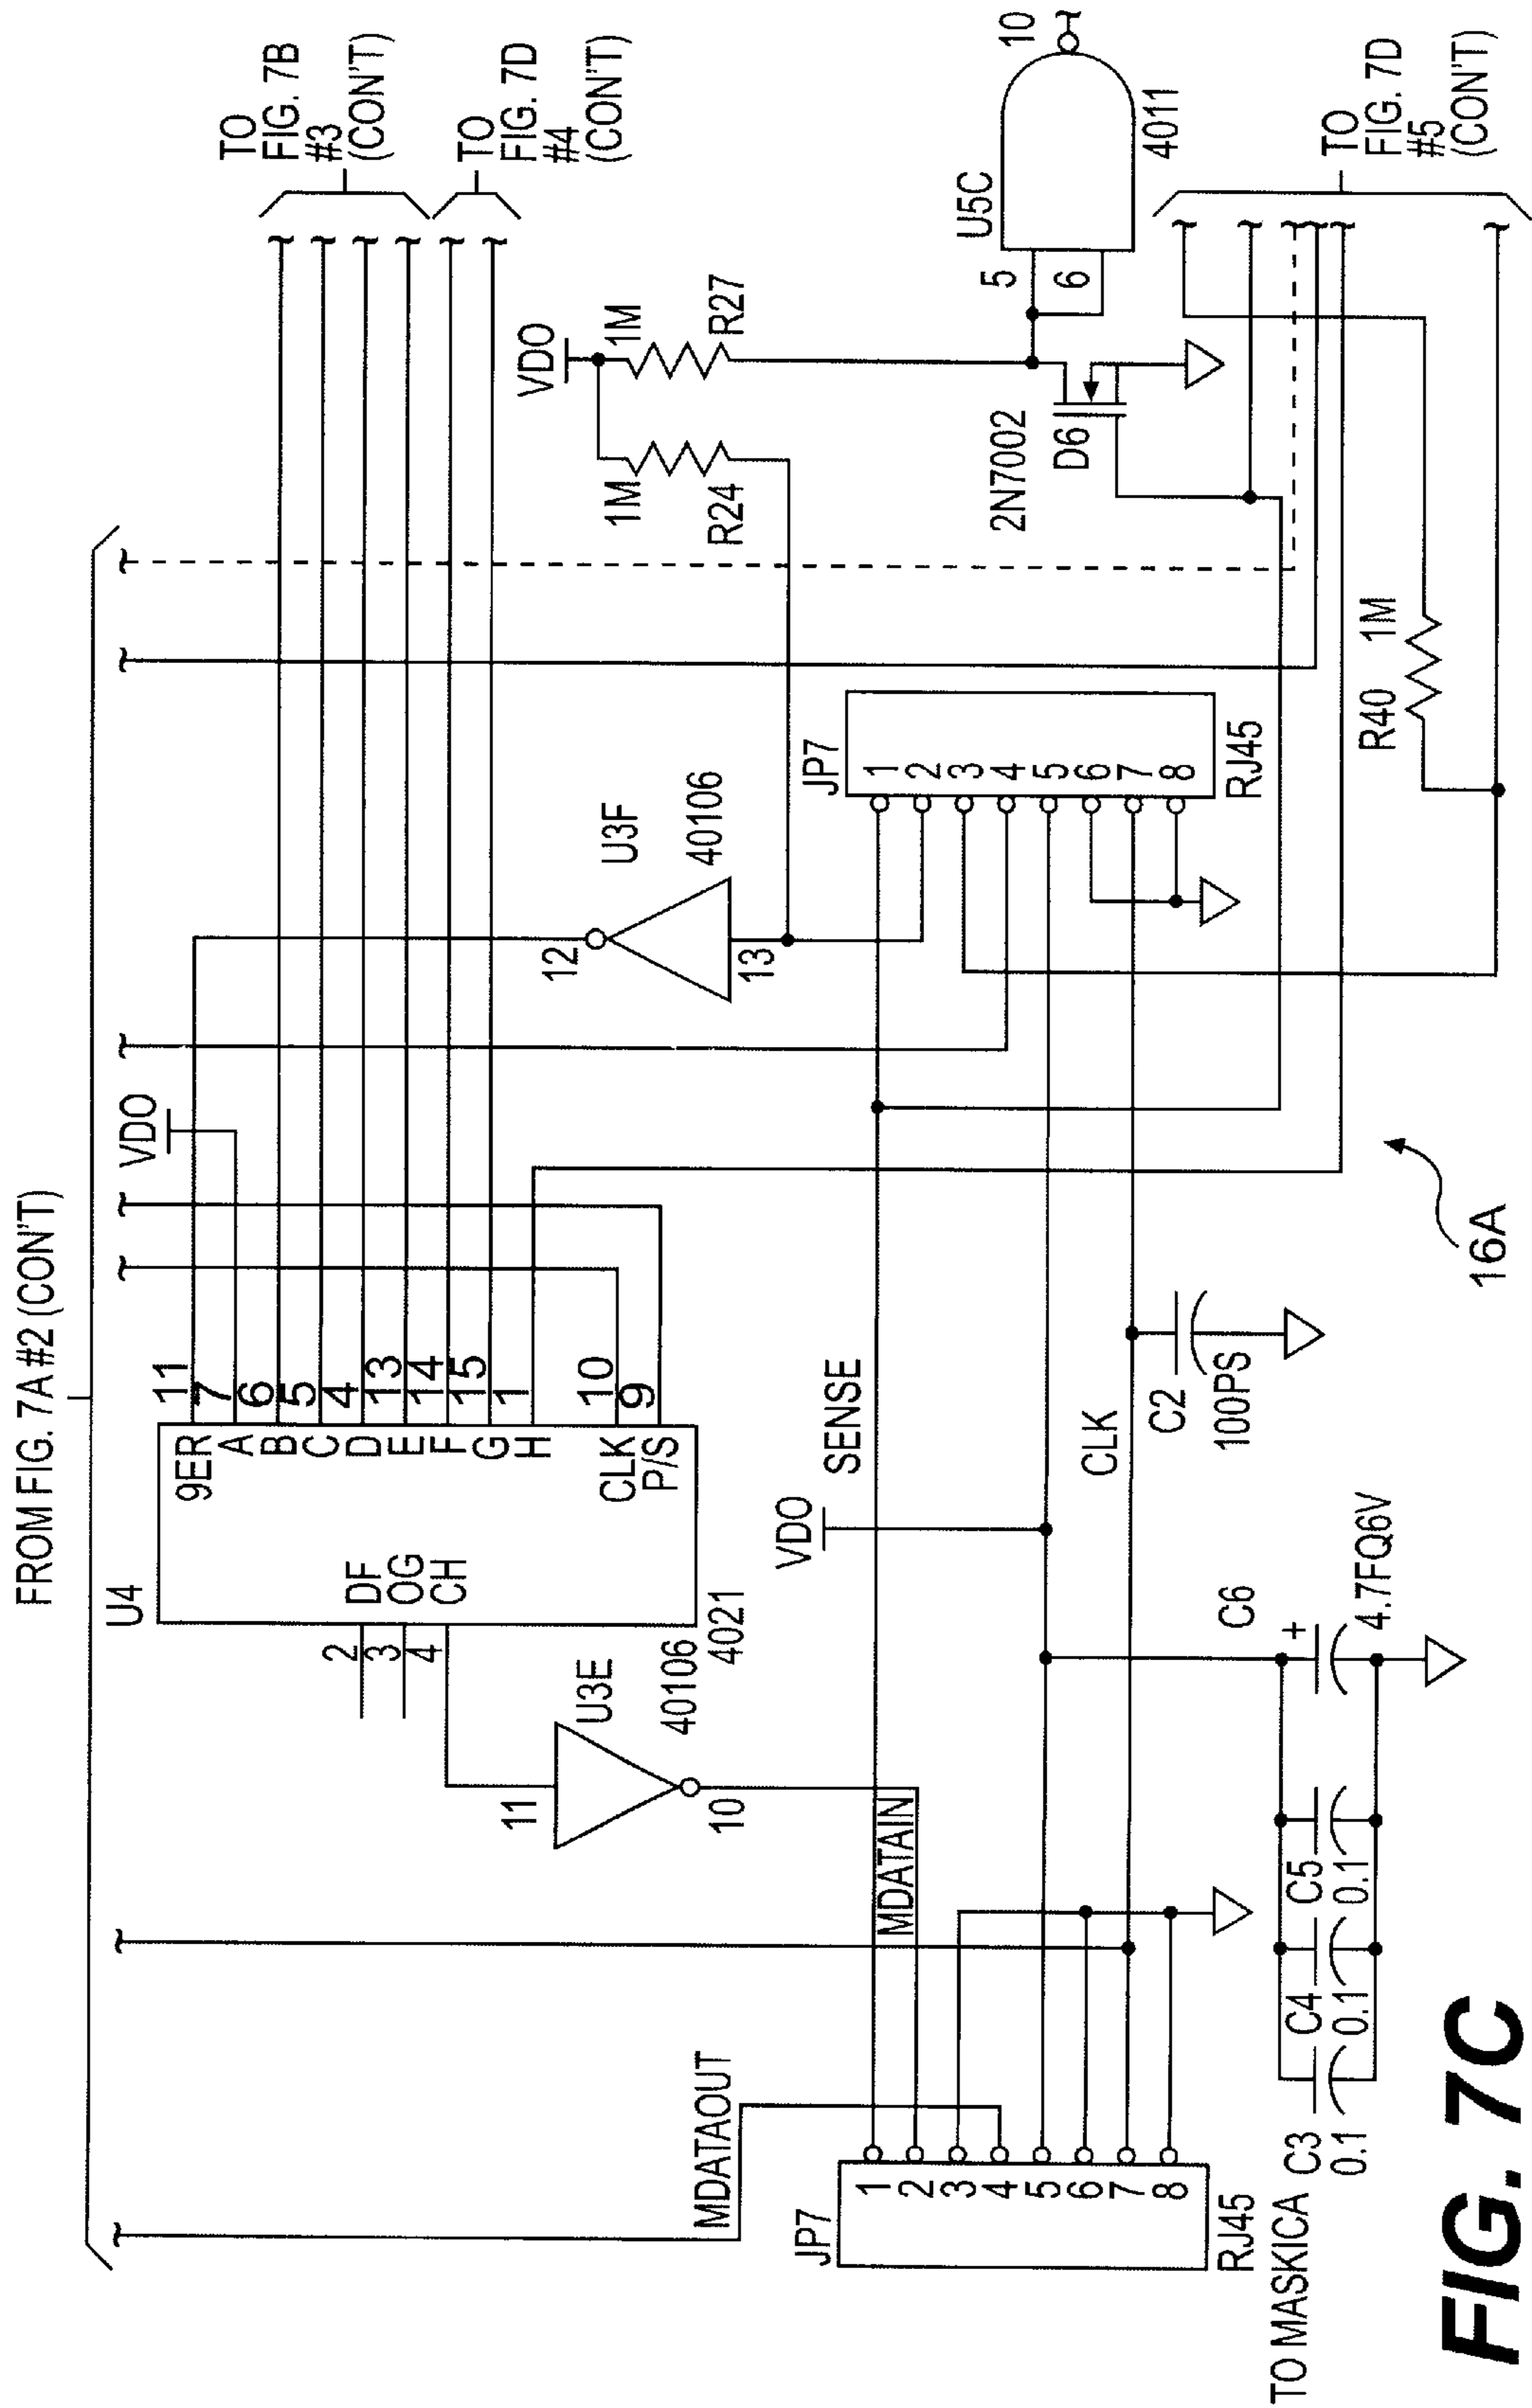 FROM FIG. 7A #2 (CON'T)
TO
FIG. 7B
#3
(CON'T)
TO
FIG. 7D
#4
(CON'T)
U4
9ER
A
B
C
D
E
F
G
H
CLK
P/S
11
7
6
5
4
13
14
15
1
10
9
DF
OG
CH
2
3
4
4021
VDO
U3E
40106
11
10
U3F
40106
12
13
VDO
1M
R24
1M
R27
U5C
5
6
10
4011
2N7002
D6
TO
FIG. 7D
#5
(CON'T)
MDATAOUT
MDATAIN
SENSE
VDO
CLK
JP7
1
2
3
4
5
6
7
8
RJ45
TO MASKICA
JP7
1
2
3
4
5
6
7
8
RJ45
R40
1M
C2
100PS
C3
0.1
C4
0.1
C5
0.1
C6
+
4.7FQ6V
16A
FIG. 7C